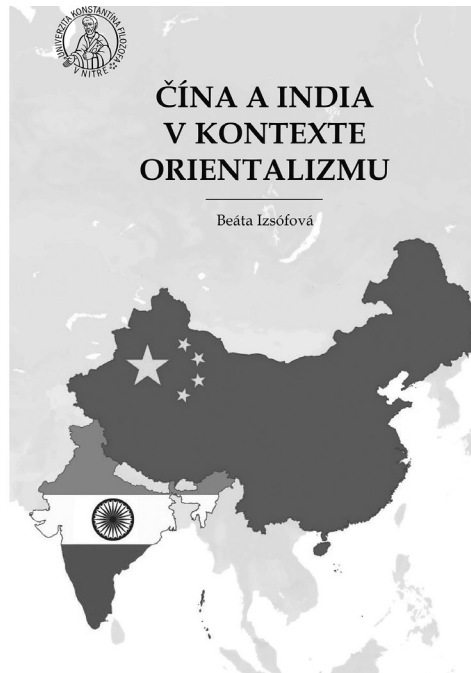 UNIVERZITA KONŠTANTÍNA FILOZOFA
V NITRE
ČÍNA A INDIA
V KONTEXTE
ORIENTALIZMU
Beáta Izsófová